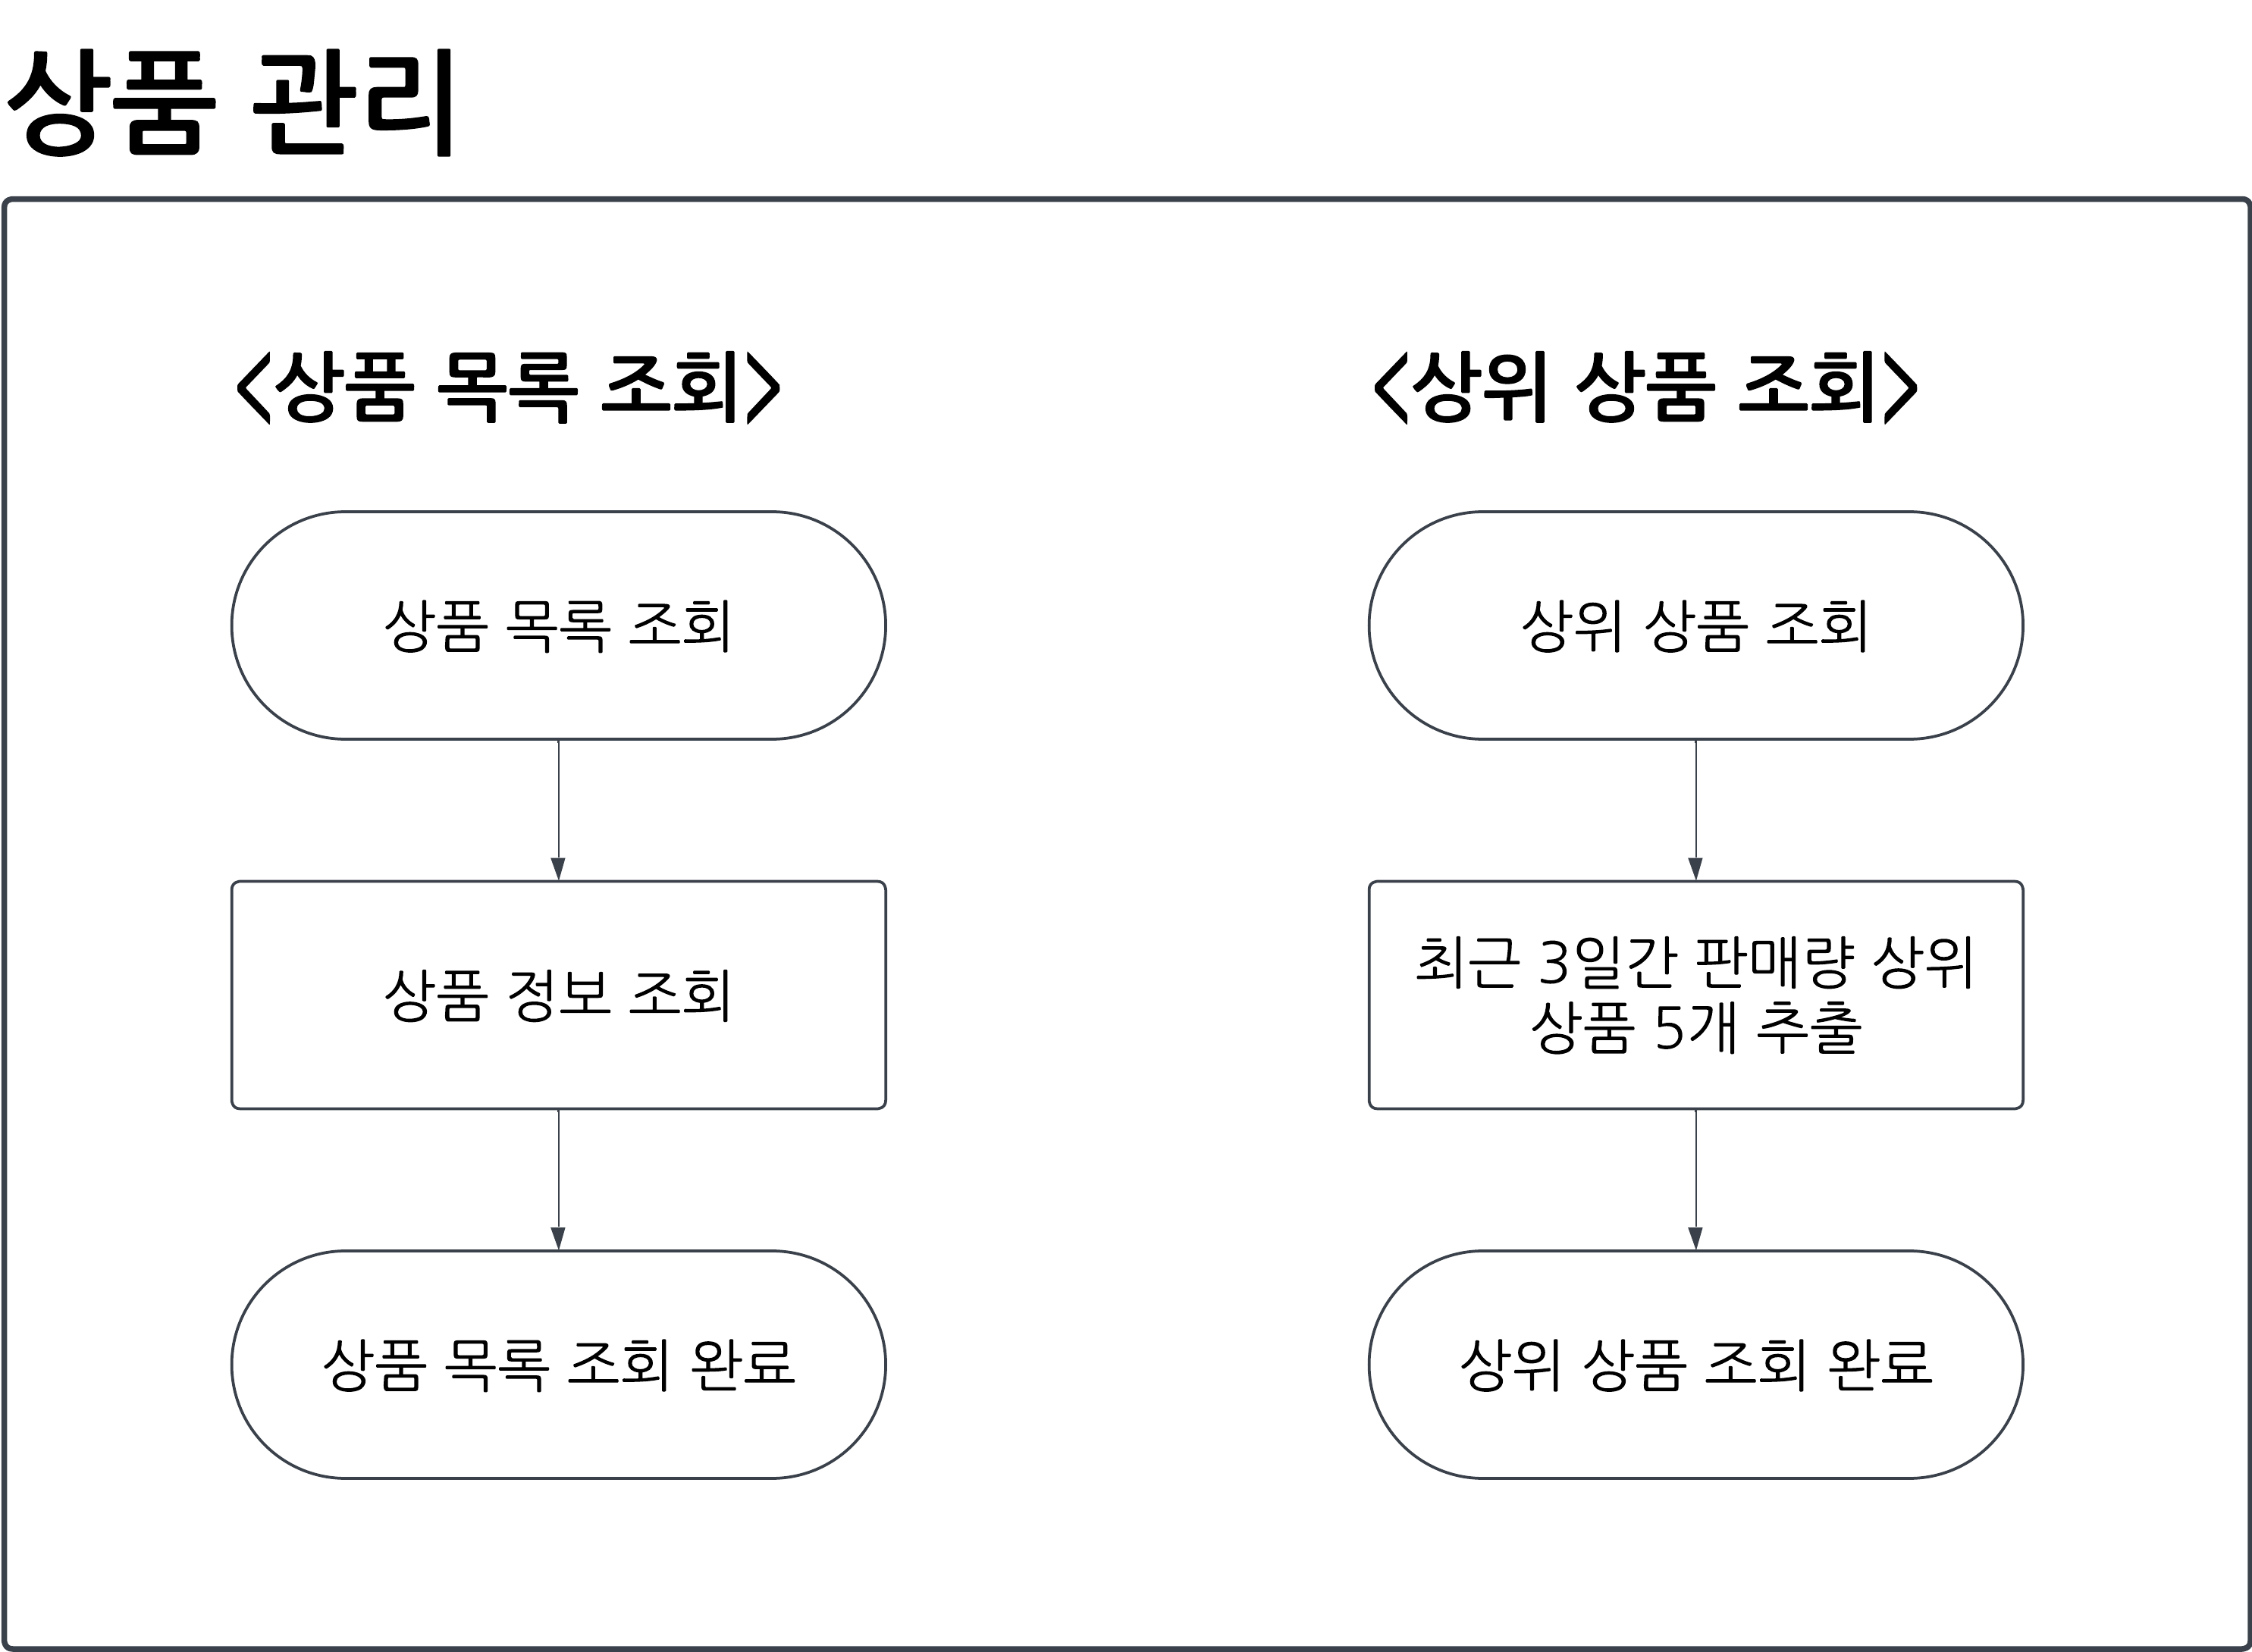 상품 관리
<상품 목록 조회>
상품 목록 조회
상품 정보 조회
상품 목록 조회 완료
<상위 상품 조회>
상위 상품 조회
최근 3일간 판매량 상위
상품 5개 추출
상위 상품 조회 완료